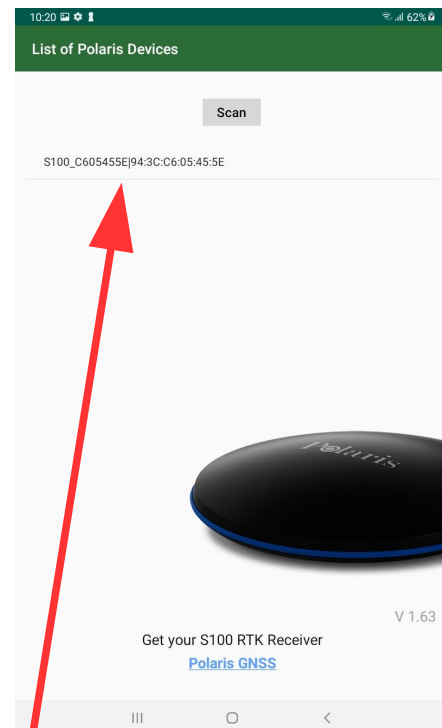 10:20 62%
List of Polaris Devices
Scan
S100_C605455E|94:3C:C6:05:45:5E
Polaris
V 1.63
Get your S100 RTK Receiver
Polaris GNSS